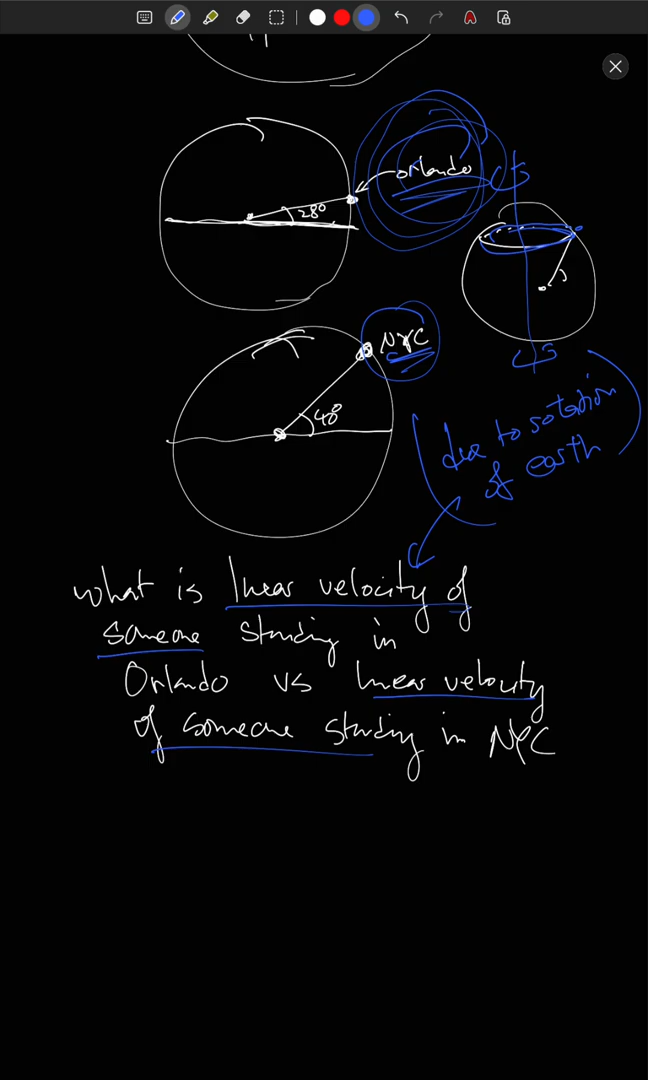 Orlando
28°
NYC
40°
due to rotation
of earth
what is linear velocity of
someone standing in
Orlando vs linear velocity
of someone standing in NYC